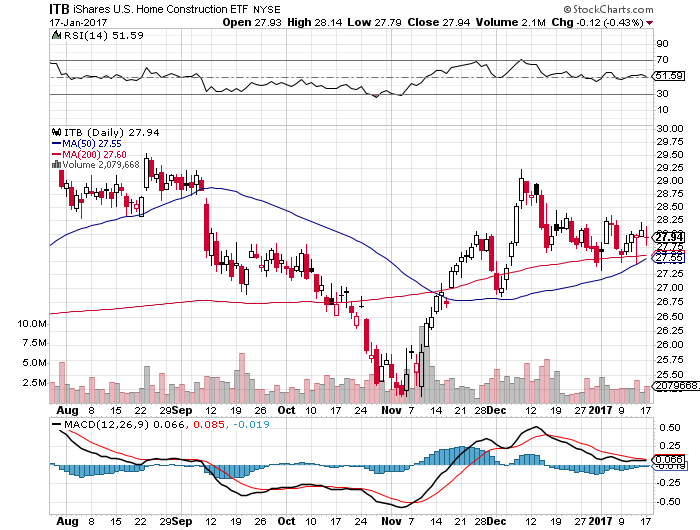 ITB iShares U.S. Home Construction ETF NYSE © StockCharts.com
17-Jan-2017 Open 27.93 High 28.14 Low 27.79 Close 27.94 Volume 2.1M Chg -0.12 (-0.43%)
RSI(14) 51.59
90
70
51.59
30
10
ITB (Daily) 27.94
MA(50) 27.55
MA(200) 27.60
Volume 2,079,668
30.00
29.75
29.50
29.25
29.00
28.75
28.50
28.25
27.94
27.55
27.25
27.00
26.75
26.50
26.25
26.00
25.75
25.50
25.25
10.0M
7.5M
5.0M
2.5M
2079668
Aug 8 15 22 Sep 12 19 26 Oct 10 17 24 Nov 7 14 21 28 Dec 12 19 27 2017 9 17
MACD(12,26,9) 0.066, 0.085, -0.019
0.50
0.25
0.066
-0.019
-0.25
-0.50
Aug 8 15 22 Sep 12 19 26 Oct 10 17 24 Nov 7 14 21 28 Dec 12 19 27 2017 9 17